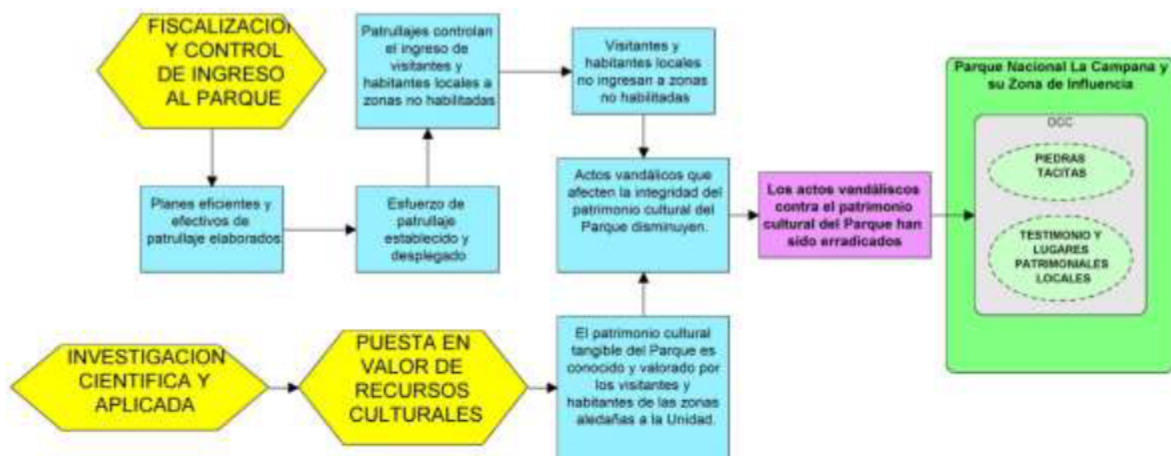 FISCALIZACION
Y CONTROL
DE INGRESO
AL PARQUE
Planes eficientes y
efectivos de
patrullaje elaborados
Esfuerzo de
patrullaje
establecido y
desplegado
Patrullajes controlan
el ingreso de
visitantes y
habitantes locales a
zonas no habilitadas
Visitantes y
habitantes locales
no ingresan a zonas
no habilitadas
Actos vandálicos que
afecten la integridad del
patrimonio cultural del
Parque disminuyen.
INVESTIGACION
CIENTIFICA Y
APLICADA
PUESTA EN
VALOR DE
RECURSOS
CULTURALES
El patrimonio cultural
tangible del Parque es
conocido y valorado por
los visitantes y
habitantes de las zonas
aledañas a la Unidad.
Los actos vandáliscos
contra el patrimonio
cultural del Parque han
sido erradicados
Parque Nacional La Campana y
su Zona de Influencia
OCC
PIEDRAS
TACITAS
TESTIMONIO Y
LUGARES
PATRIMONIALES
LOCALES